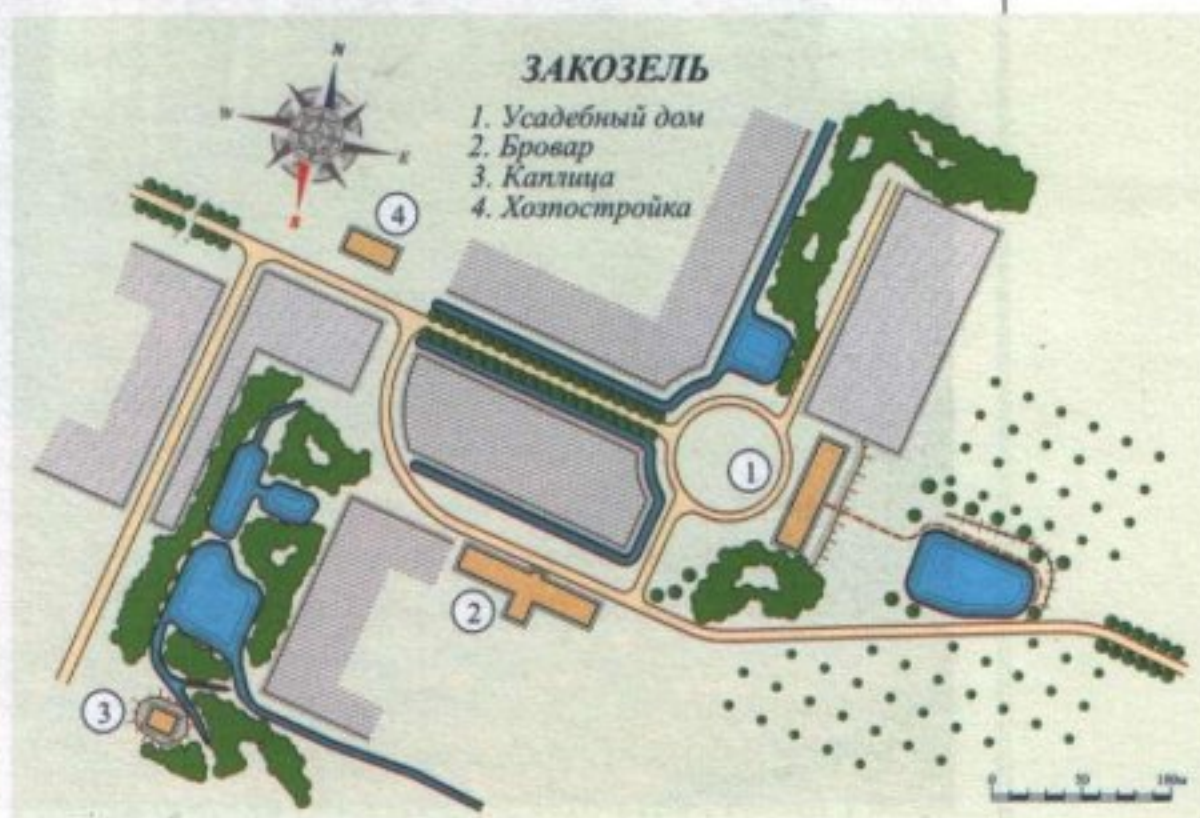 ЗАКОЗЕЛЬ
1. Усадебный дом
2. Бровар
3. Каплица
4. Хозпостройка
N
W
E
S
4
1
2
3
0 50 100м